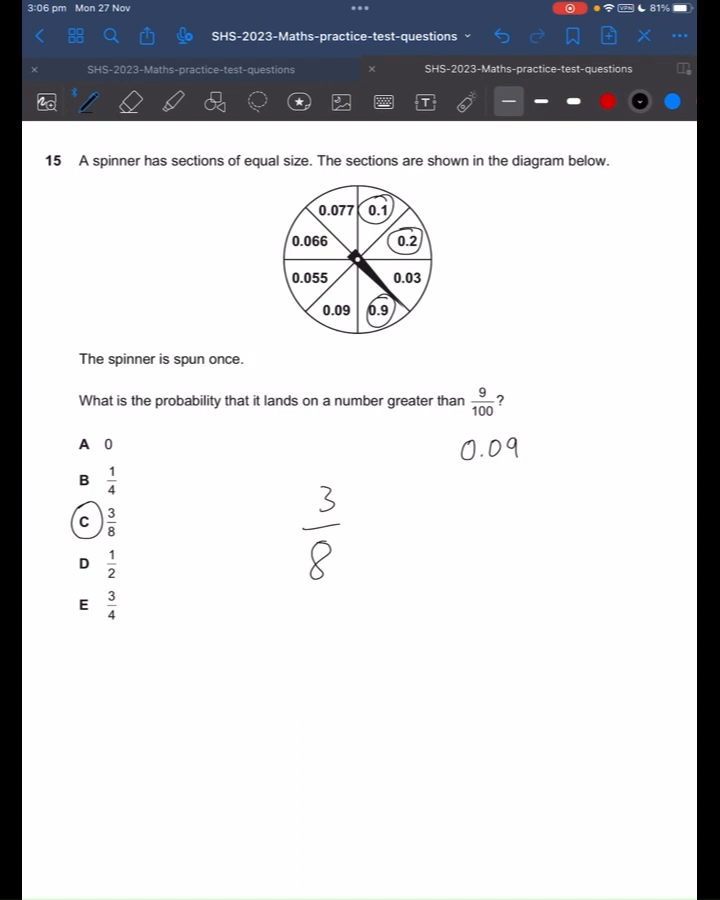 3:06 pm Mon 27 Nov
VPN 81%
SHS-2023-Maths-practice-test-questions
SHS-2023-Maths-practice-test-questions
SHS-2023-Maths-practice-test-questions
T
15 A spinner has sections of equal size. The sections are shown in the diagram below.
0.077 0.1
0.066 0.2
0.055 0.03
0.09 0.9
The spinner is spun once.
What is the probability that it lands on a number greater than 9/100?
0.09
A 0
B 1/4
C 3/8
D 1/2
E 3/4
3/8